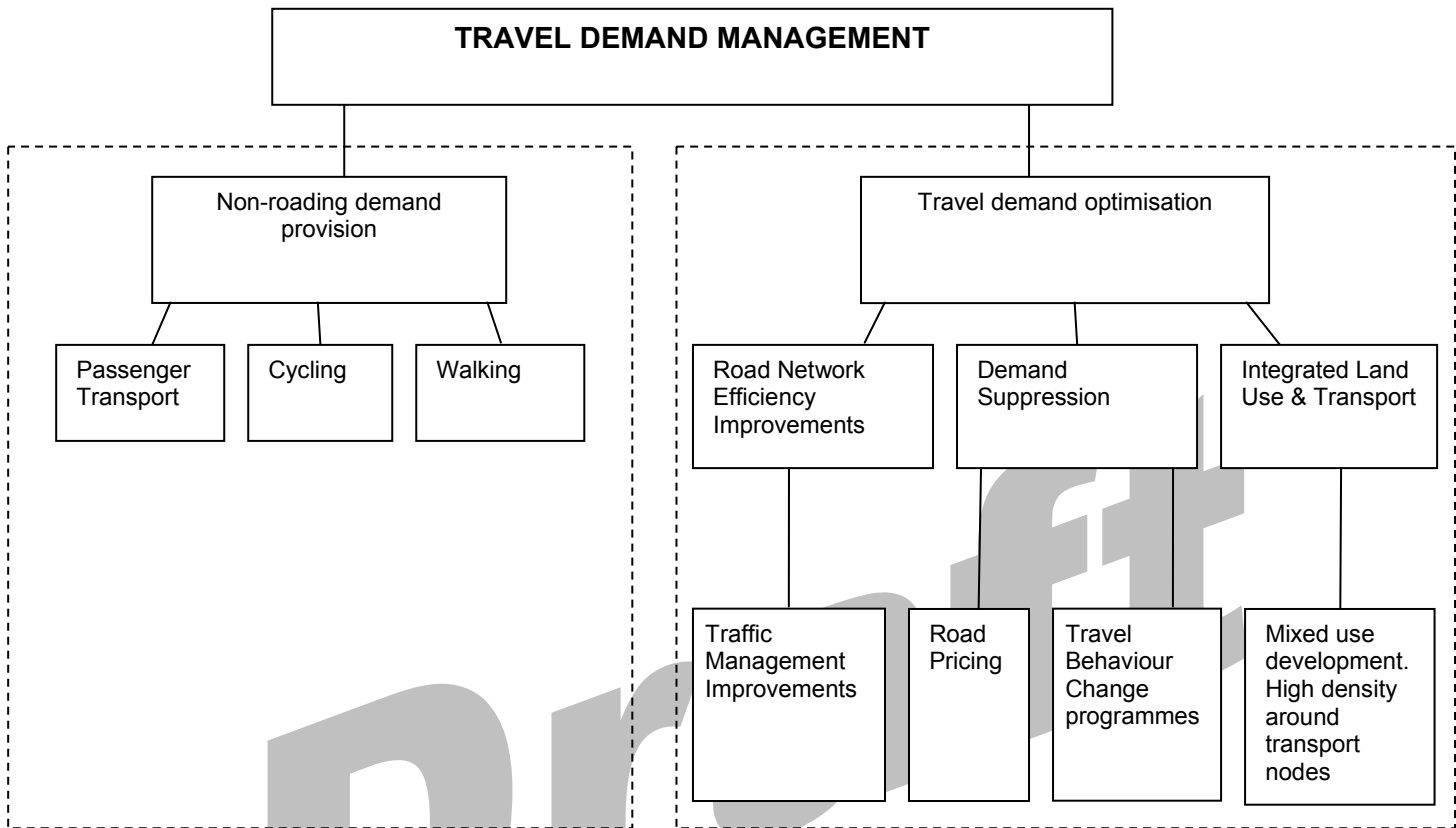 TRAVEL DEMAND MANAGEMENT
Non-roading demand
provision
Travel demand optimisation
Passenger
Transport
Cycling
Walking
Road Network
Efficiency
Improvements
Demand
Suppression
Integrated Land
Use & Transport
Traffic
Management
Improvements
Road
Pricing
Travel
Behaviour
Change
programmes
Mixed use
development.
High density
around
transport
nodes
Draft